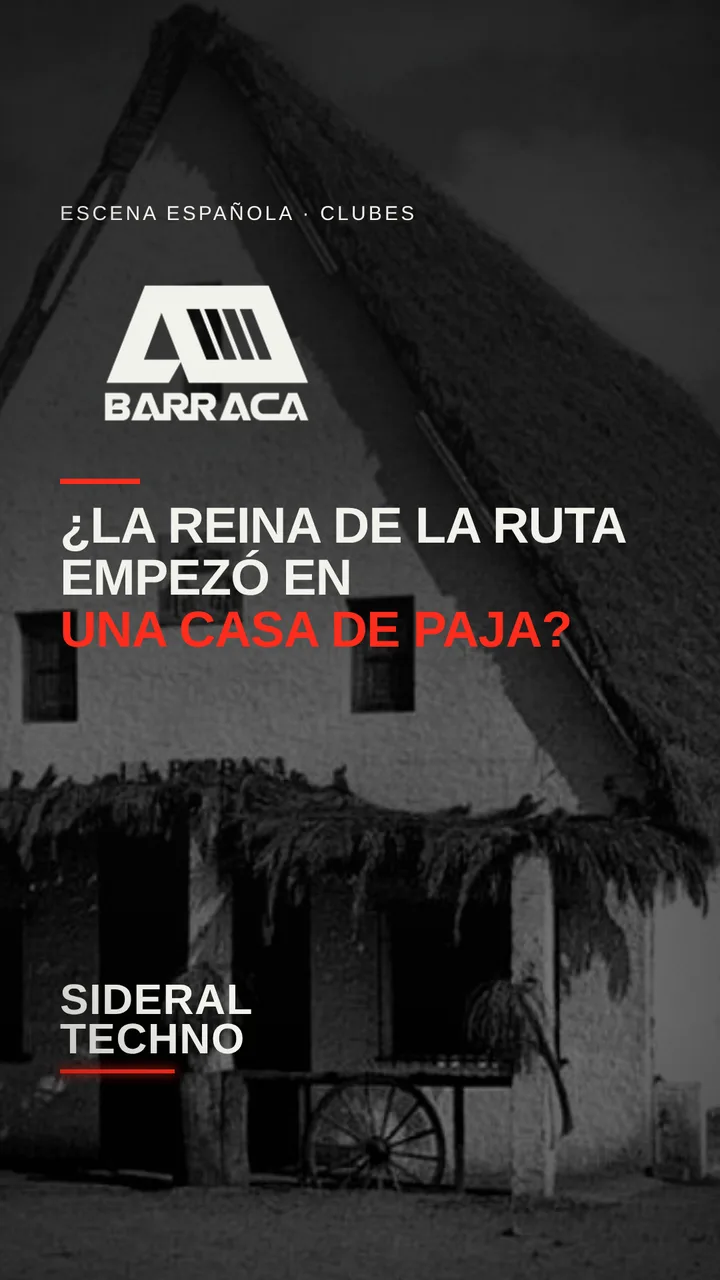 ESCENA ESPAÑOLA · CLUBES
BARRACA
¿LA REINA DE LA RUTA
EMPEZÓ EN
UNA CASA DE PAJA?
LA BARRACA
SIDERAL
TECHNO